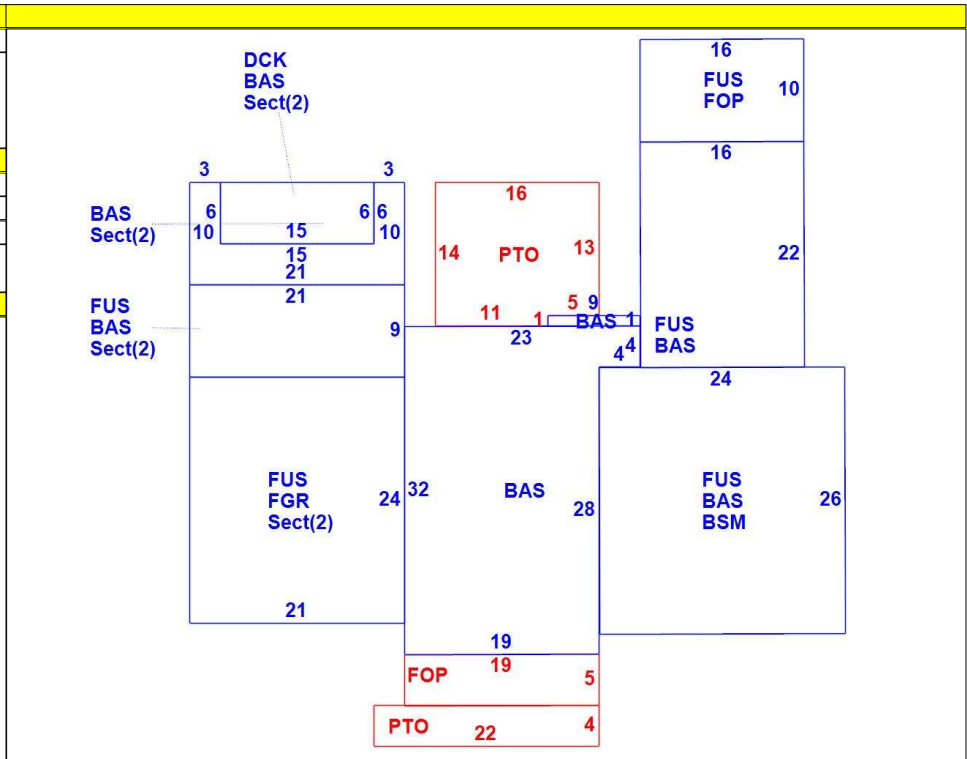 16
FUS
FOP
10
DCK
BAS
Sect(2)
16
3
3
6
6
6
10
15
10
15
21
BAS
Sect(2)
16
14
PTO
13
22
FUS
BAS
Sect(2)
21
9
5
9
11
1
BAS
1
23
4
4
FUS
BAS
24
FUS
FGR
Sect(2)
24
32
BAS
28
FUS
BAS
BSM
26
21
19
19
FOP
5
PTO
22
4